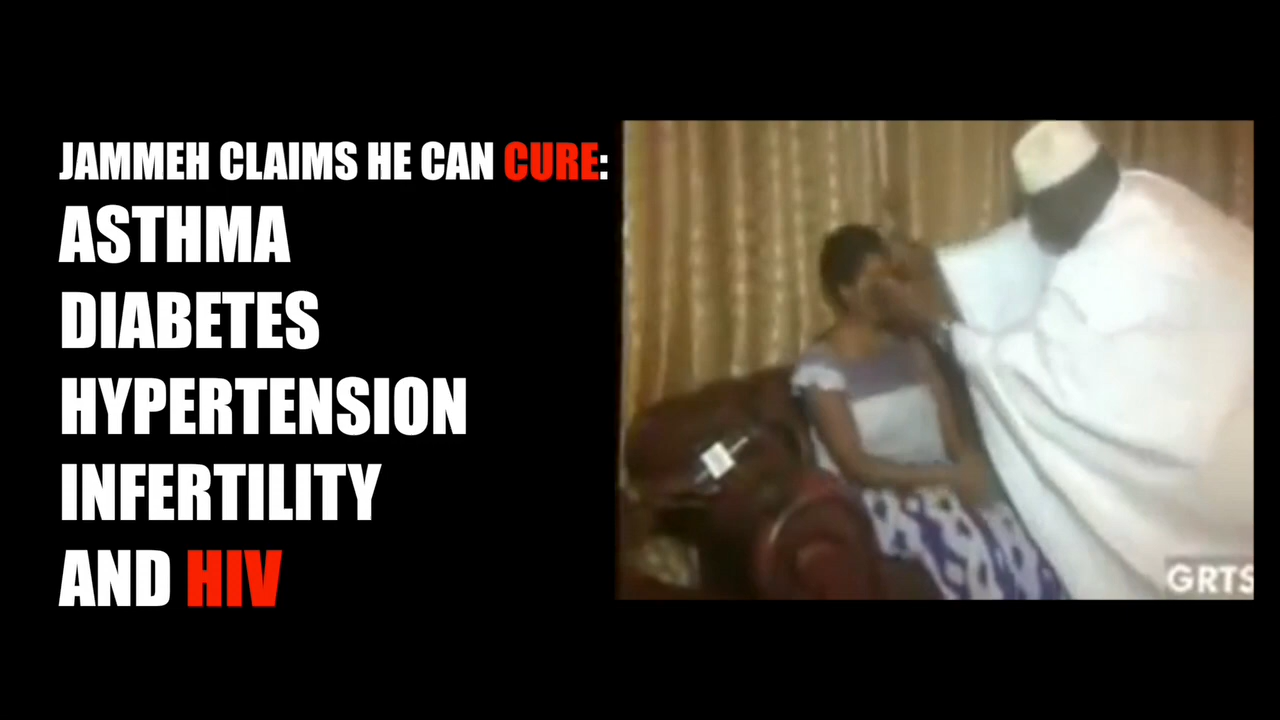 JAMMEH CLAIMS HE CAN CURE:
ASTHMA
DIABETES
HYPERTENSION
INFERTILITY
AND HIV
GRTS